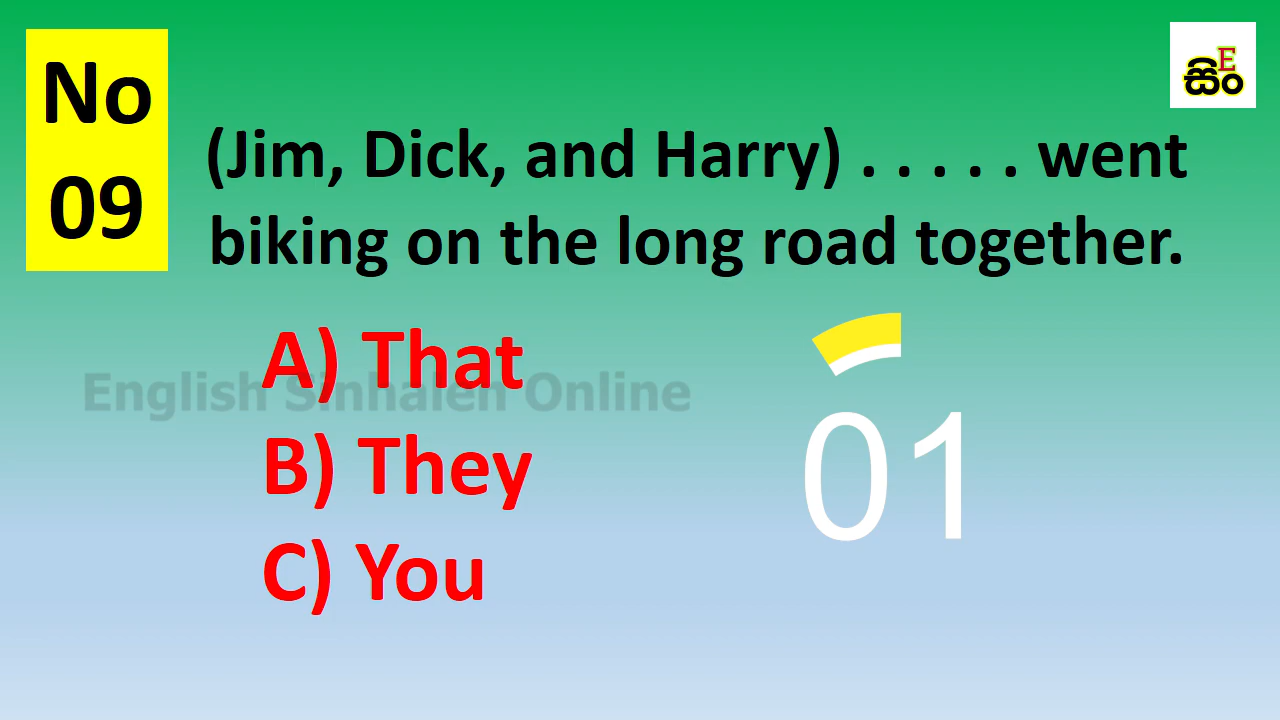 No
09
E
සිං
(Jim, Dick, and Harry) . . . . . went
biking on the long road together.
A) That
English Sinhalen Online
B) They
C) You
01